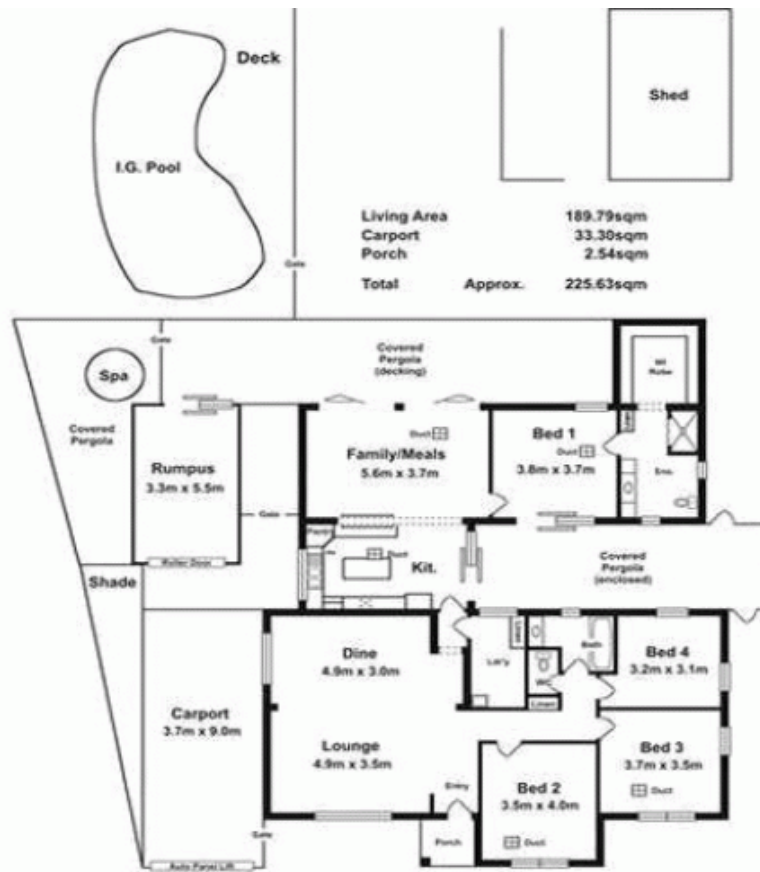 Deck
I.G. Pool
Shed
Living Area 189.79sqm
Carport 33.30sqm
Porch 2.54sqm
Total Approx. 225.63sqm
Gate
Gate
Covered
Pergola
(decking)
WI
Robe
Spa
Covered
Pergola
Rumpus
3.3m x 5.5m
Duct
Family/Meals
5.6m x 3.7m
Bed 1
Duct
3.8m x 3.7m
Ens.
Gate
Pantry
Duct
Kit.
Covered
Pergola
(enclosed)
Roller Door
Shade
Dine
4.9m x 3.0m
Linen
Bath
Bed 4
3.2m x 3.1m
Ldr'y
WC
Linen
Carport
3.7m x 9.0m
Lounge
4.9m x 3.5m
Bed 3
3.7m x 3.5m
Duct
Entry
Bed 2
3.5m x 4.0m
Gate
Porch
Duct
Auto Panel Lift